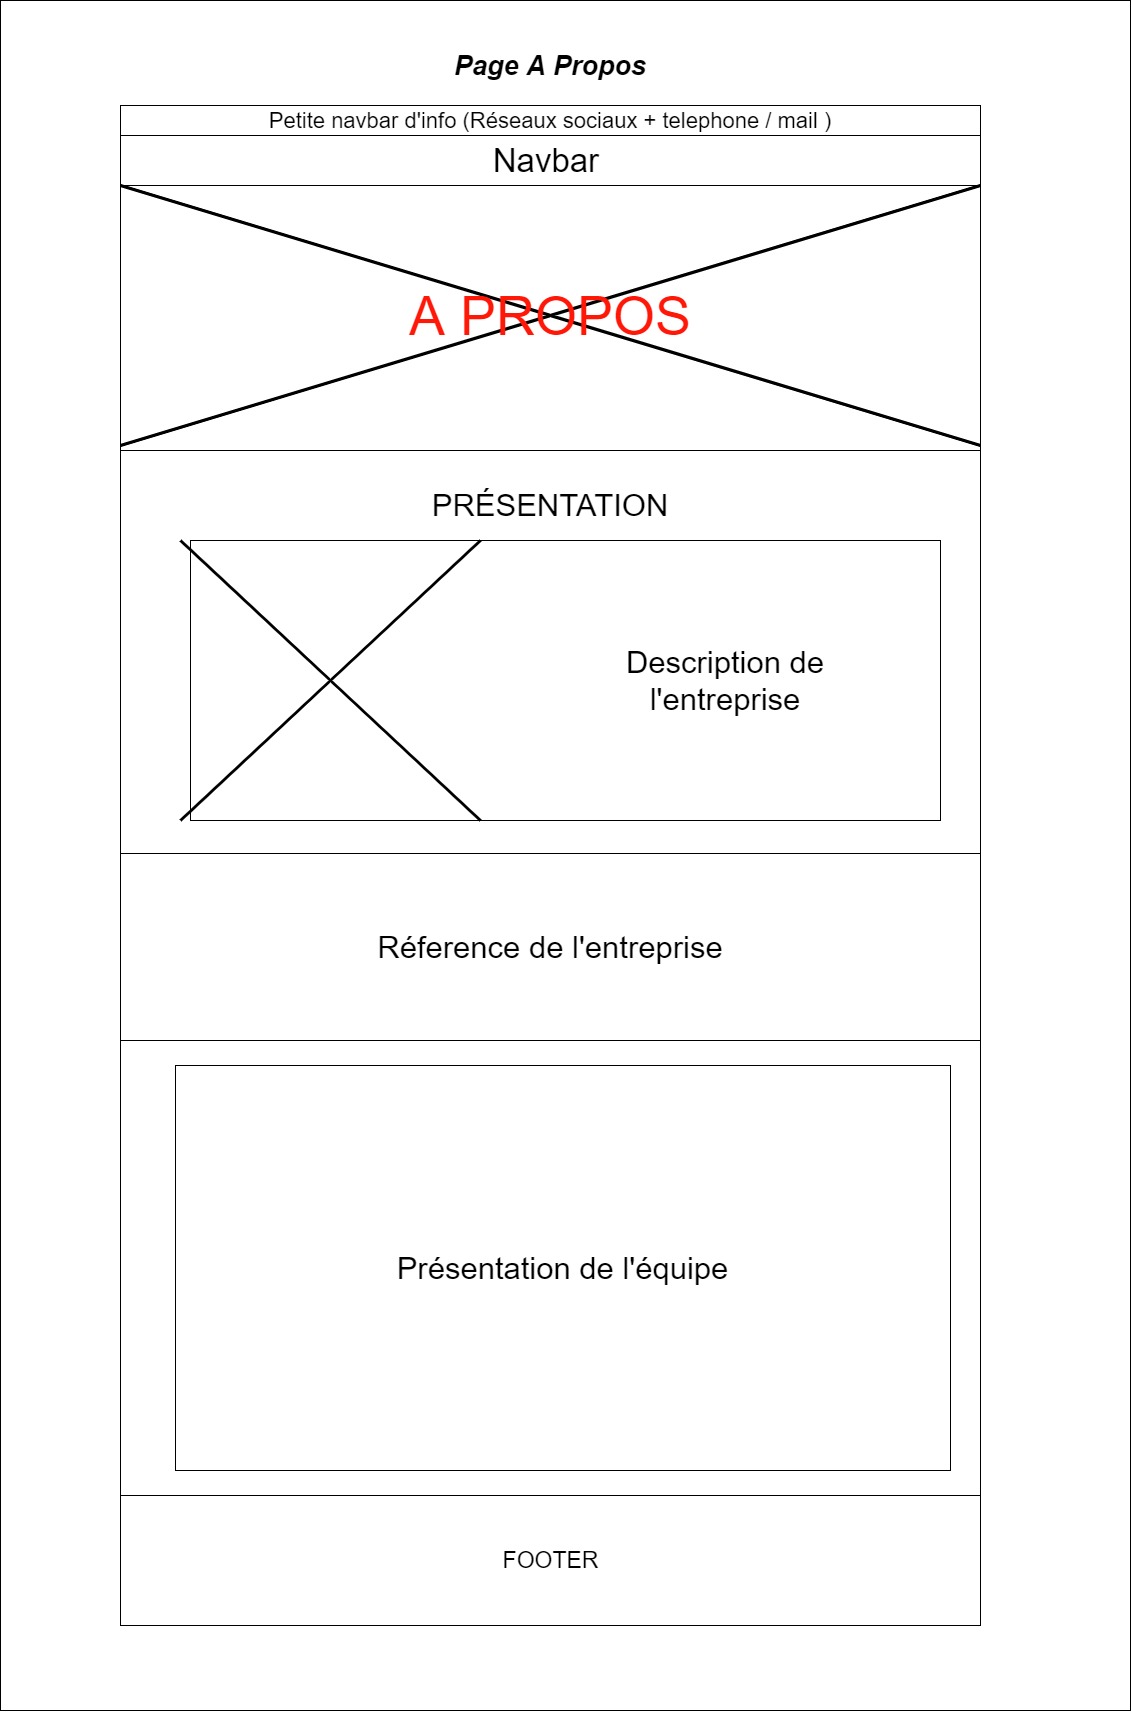 Page A Propos
Petite navbar d'info (Réseaux sociaux + telephone / mail )
Navbar
A PROPOS
PRÉSENTATION
Description de
l'entreprise
Réference de l'entreprise
Présentation de l'équipe
FOOTER